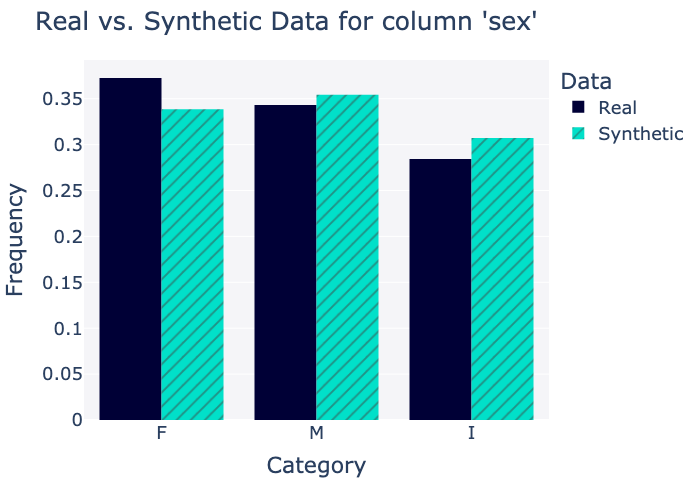 Real vs. Synthetic Data for column 'sex'
Data
Real
Synthetic
Frequency
0.35
0.3
0.25
0.2
0.15
0.1
0.05
0
F
M
I
Category